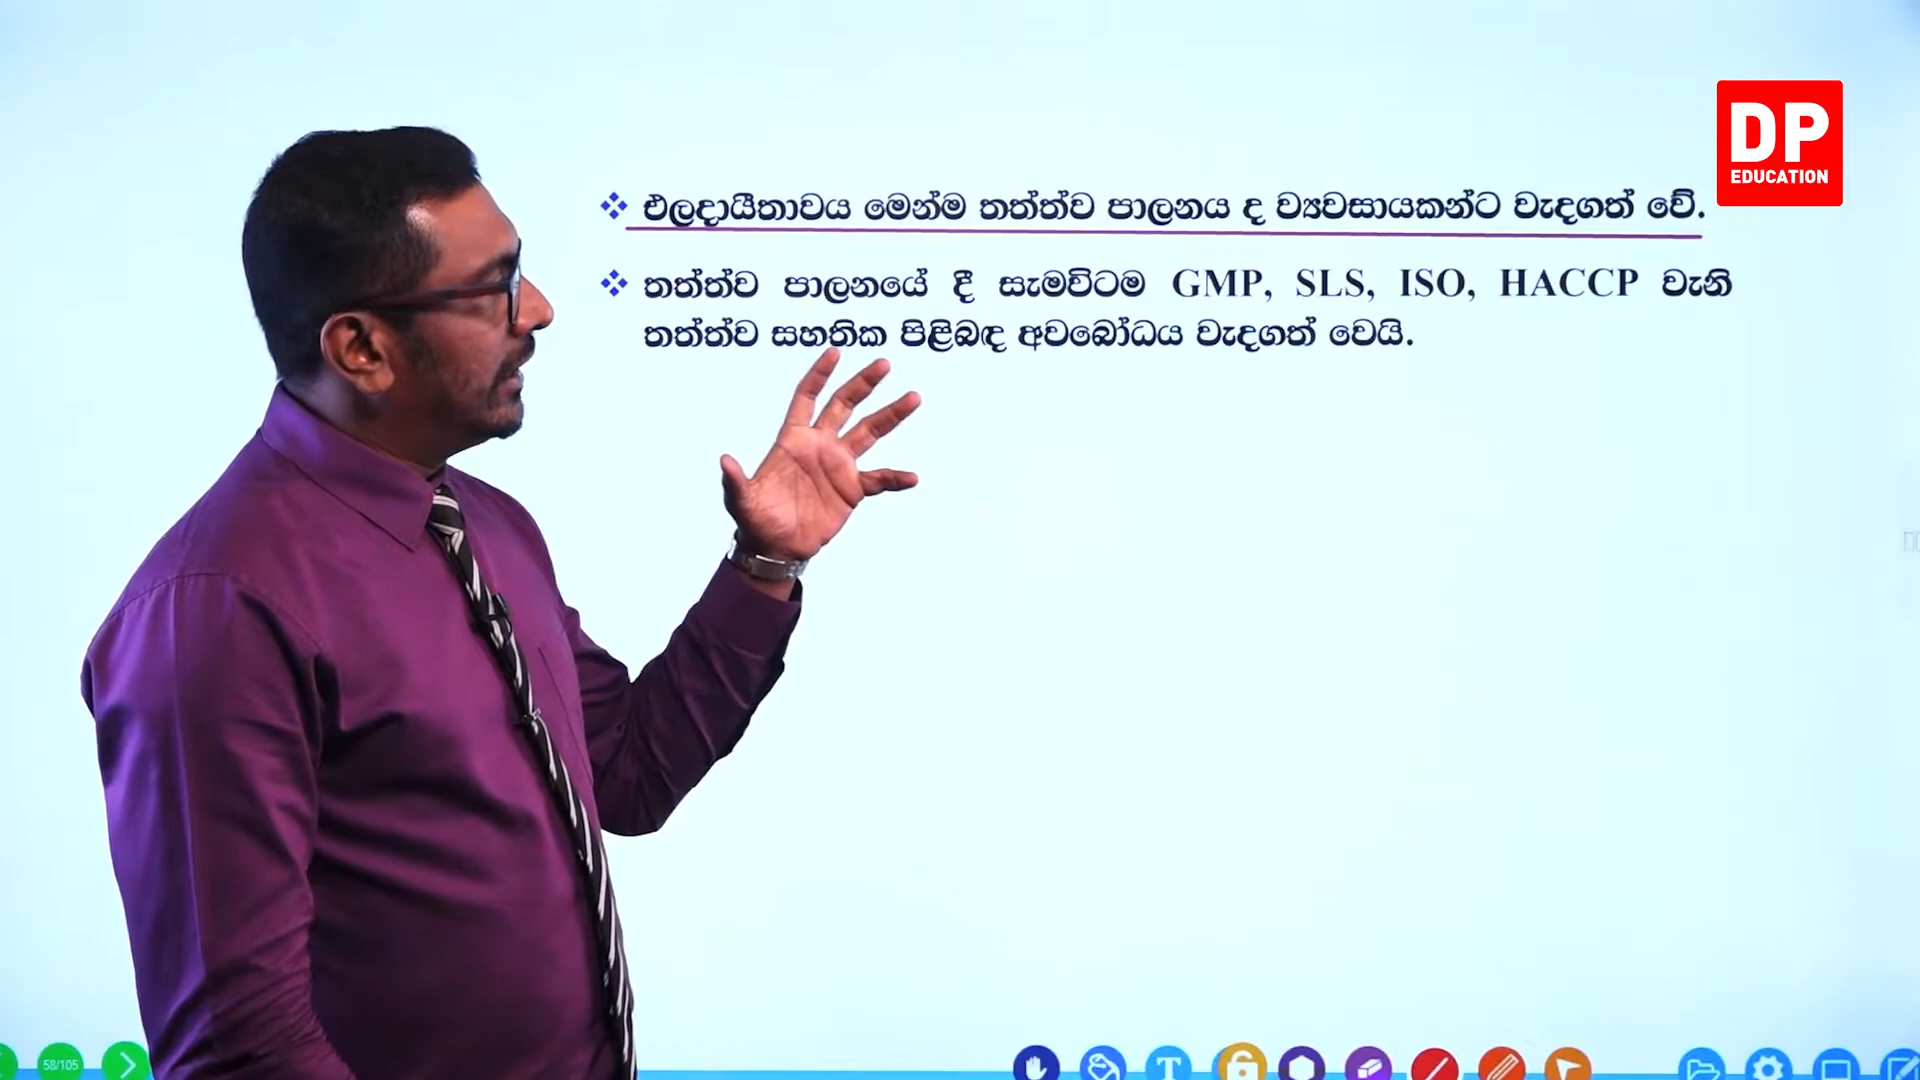 DP
EDUCATION
❖ ඵලදායීතාවය මෙන්ම තත්ත්ව පාලනය ද ව්‍යවසායකන්ට වැදගත් වේ.
❖ තත්ත්ව පාලනයේ දී සැමවිටම GMP, SLS, ISO, HACCP වැනි
තත්ත්ව සහතික පිළිබඳ අවබෝධය වැදගත් වෙයි.
58/105
T